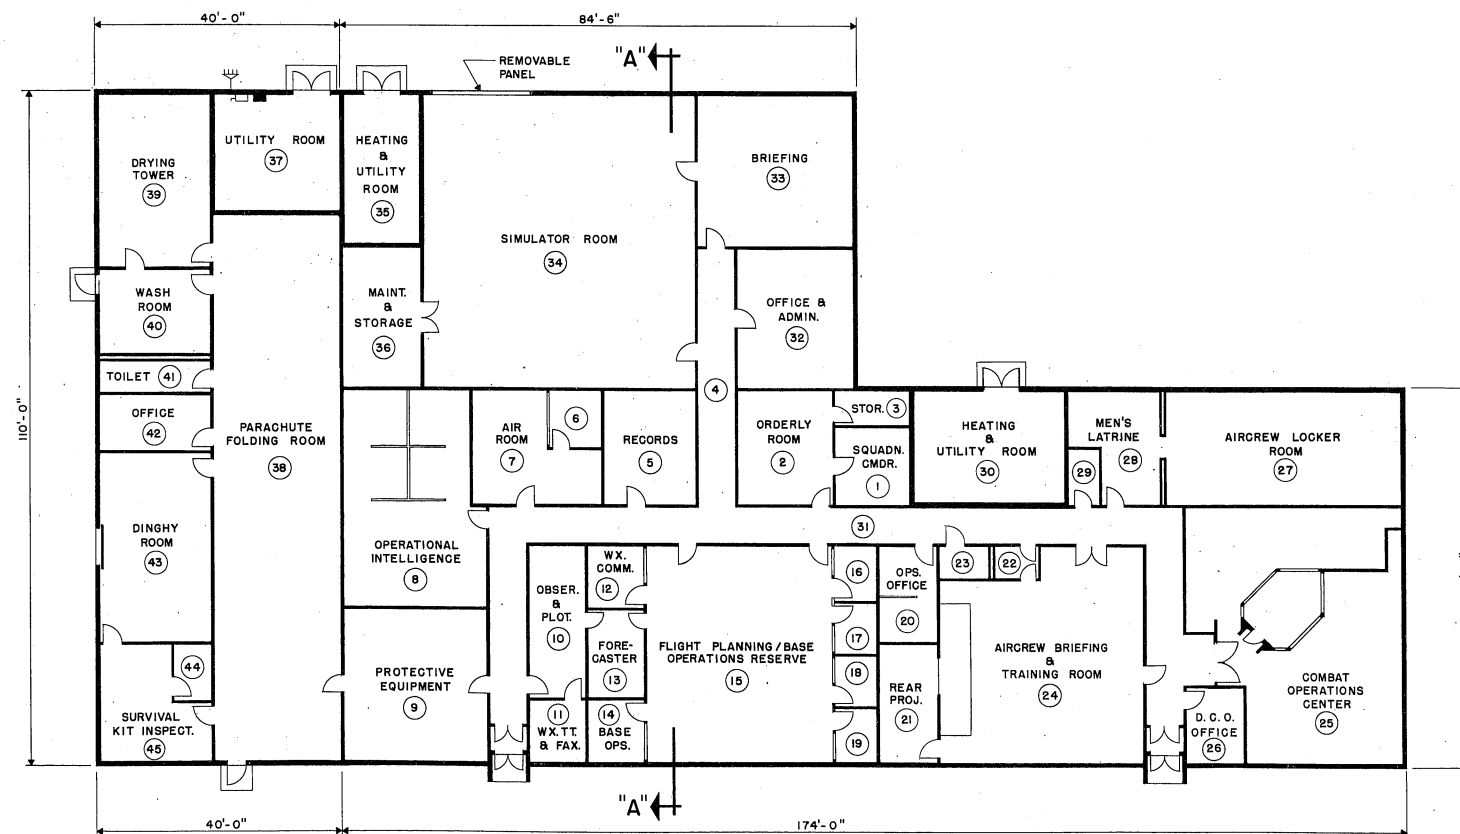 40'-0"
84'-6"
"A"
REMOVABLE
PANEL
UTILITY ROOM
37
HEATING
&
UTILITY
ROOM
35
DRYING
TOWER
39
BRIEFING
33
SIMULATOR ROOM
34
WASH
ROOM
40
MAINT.
&
STORAGE
36
OFFICE &
ADMIN.
32
TOILET 41
4
110'-0"
OFFICE
42
PARACHUTE
FOLDING ROOM
38
AIR
ROOM
7
6
RECORDS
5
ORDERLY
ROOM
2
STOR. 3
SQUADN.
CMDR.
1
HEATING
&
UTILITY ROOM
30
MEN'S
LATRINE
28
29
AIRCREW LOCKER
ROOM
27
DINGHY
ROOM
43
OPERATIONAL
INTELLIGENCE
8
31
OBSER.
&
PLOT.
10
WX.
COMM.
12
16
OPS.
OFFICE
20
23
22
FORE-
CASTER
13
FLIGHT PLANNING/BASE
OPERATIONS RESERVE
15
17
18
19
AIRCREW BRIEFING
&
TRAINING ROOM
24
44
PROTECTIVE
EQUIPMENT
9
REAR
PROJ.
21
COMBAT
OPERATIONS
CENTER
25
SURVIVAL
KIT INSPECT.
45
11
WX.TT.
& FAX.
14
BASE
OPS.
D.C.O.
OFFICE
26
"A"
40'-0"
174'-0"